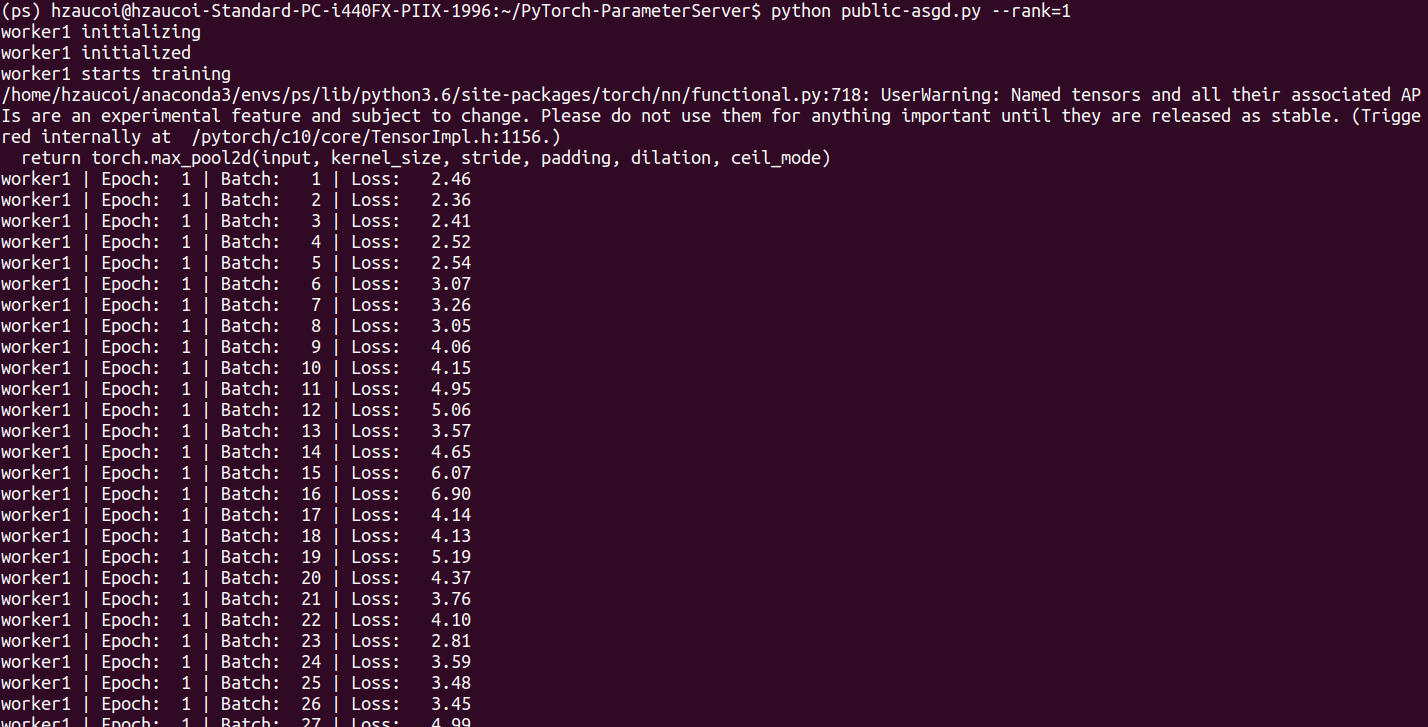 (ps) hzaucoi@hzaucoi-Standard-PC-i440FX-PIIX-1996:~/PyTorch-ParameterServer$ python public-asgd.py --rank=1
worker1 initializing
worker1 initialized
worker1 starts training
/home/hzaucoi/anaconda3/envs/ps/lib/python3.6/site-packages/torch/nn/functional.py:718: UserWarning: Named tensors and all their associated AP
Is are an experimental feature and subject to change. Please do not use them for anything important until they are released as stable. (Trigge
red internally at  /pytorch/c10/core/TensorImpl.h:1156.)
  return torch.max_pool2d(input, kernel_size, stride, padding, dilation, ceil_mode)
worker1 | Epoch:  1 | Batch:   1 | Loss:   2.46
worker1 | Epoch:  1 | Batch:   2 | Loss:   2.36
worker1 | Epoch:  1 | Batch:   3 | Loss:   2.41
worker1 | Epoch:  1 | Batch:   4 | Loss:   2.52
worker1 | Epoch:  1 | Batch:   5 | Loss:   2.54
worker1 | Epoch:  1 | Batch:   6 | Loss:   3.07
worker1 | Epoch:  1 | Batch:   7 | Loss:   3.26
worker1 | Epoch:  1 | Batch:   8 | Loss:   3.05
worker1 | Epoch:  1 | Batch:   9 | Loss:   4.06
worker1 | Epoch:  1 | Batch:  10 | Loss:   4.15
worker1 | Epoch:  1 | Batch:  11 | Loss:   4.95
worker1 | Epoch:  1 | Batch:  12 | Loss:   5.06
worker1 | Epoch:  1 | Batch:  13 | Loss:   3.57
worker1 | Epoch:  1 | Batch:  14 | Loss:   4.65
worker1 | Epoch:  1 | Batch:  15 | Loss:   6.07
worker1 | Epoch:  1 | Batch:  16 | Loss:   6.90
worker1 | Epoch:  1 | Batch:  17 | Loss:   4.14
worker1 | Epoch:  1 | Batch:  18 | Loss:   4.13
worker1 | Epoch:  1 | Batch:  19 | Loss:   5.19
worker1 | Epoch:  1 | Batch:  20 | Loss:   4.37
worker1 | Epoch:  1 | Batch:  21 | Loss:   3.76
worker1 | Epoch:  1 | Batch:  22 | Loss:   4.10
worker1 | Epoch:  1 | Batch:  23 | Loss:   2.81
worker1 | Epoch:  1 | Batch:  24 | Loss:   3.59
worker1 | Epoch:  1 | Batch:  25 | Loss:   3.48
worker1 | Epoch:  1 | Batch:  26 | Loss:   3.45
worker1 | Epoch:  1 | Batch:  27 | Loss:   4.99